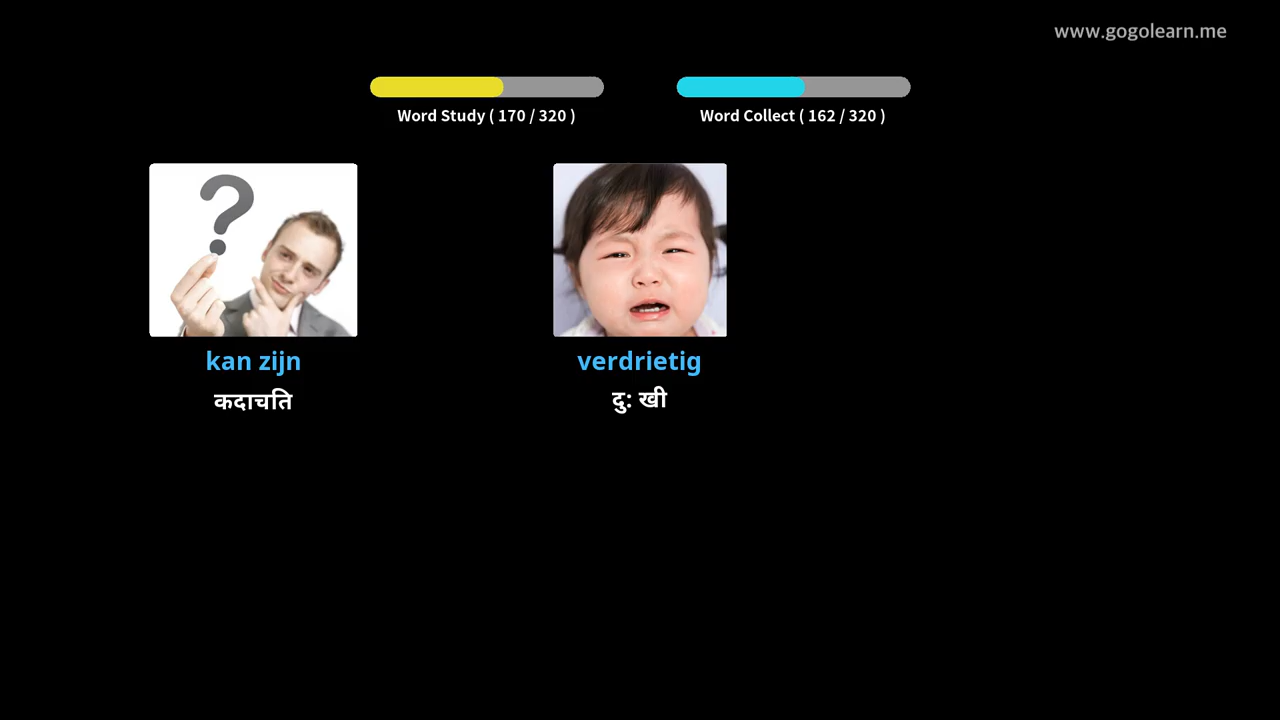 www.gogolearn.me
Word Study ( 170 / 320 )
Word Collect ( 162 / 320 )
kan zijn
verdrietig
कदाचति
दु: खी